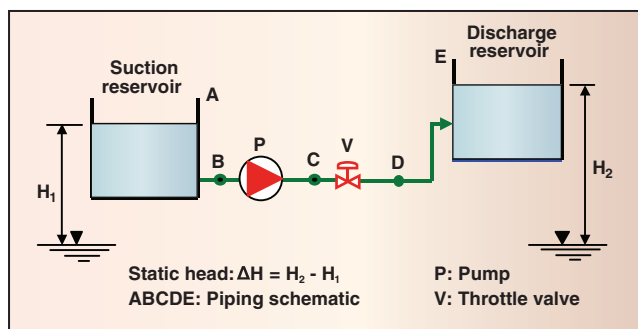 Suction
reservoir
Discharge
reservoir
A
E
B
P
C
V
D
H₁
H₂
Static head: ΔH = H₂ - H₁
P: Pump
ABCDE: Piping schematic
V: Throttle valve